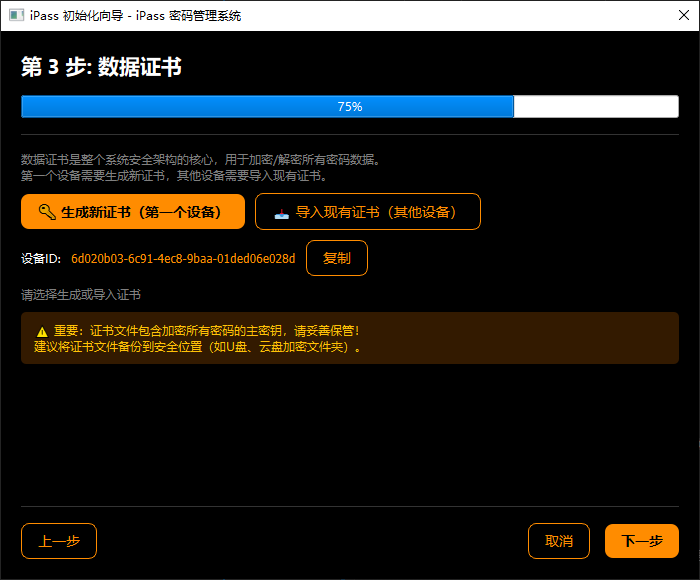 iPass 初始化向导 - iPass 密码管理系统
第 3 步: 数据证书
75%
数据证书是整个系统安全架构的核心，用于加密/解密所有密码数据。
第一个设备需要生成新证书，其他设备需要导入现有证书。
生成新证书（第一个设备） 导入现有证书（其他设备）
设备ID: 6d020b03-6c91-4ec8-9baa-01ded06e028d 复制
请选择生成或导入证书
⚠ 重要：证书文件包含加密所有密码的主密钥，请妥善保管！
建议将证书文件备份到安全位置（如U盘、云盘加密文件夹）。
上一步 取消 下一步